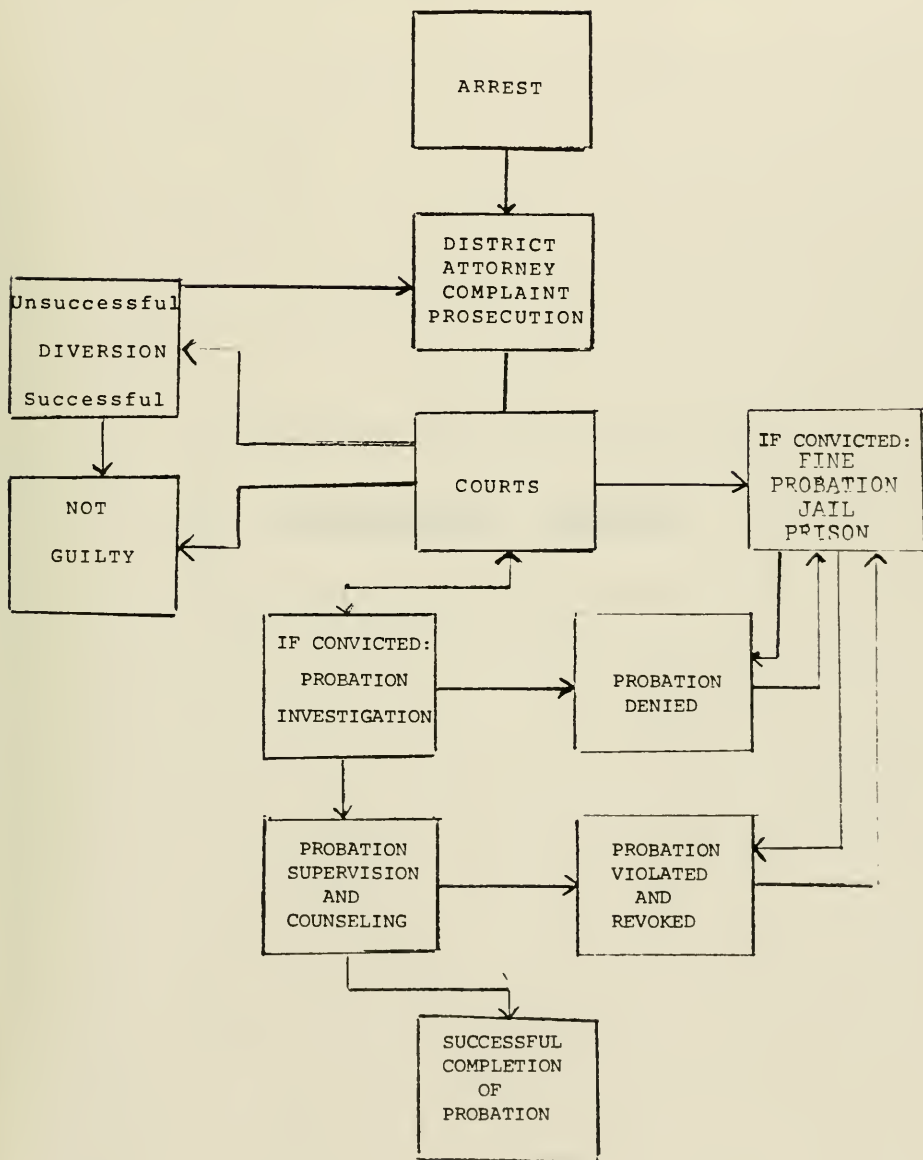 ARREST
DISTRICT
ATTORNEY
COMPLAINT
PROSECUTION
Unsuccessful
DIVERSION
Successful
COURTS
IF CONVICTED:
FINE
PROBATION
JAIL
PRISON
NOT
GUILTY
IF CONVICTED:
PROBATION
INVESTIGATION
PROBATION
DENIED
PROBATION
SUPERVISION
AND
COUNSELING
PROBATION
VIOLATED
AND
REVOKED
SUCCESSFUL
COMPLETION
OF
PROBATION